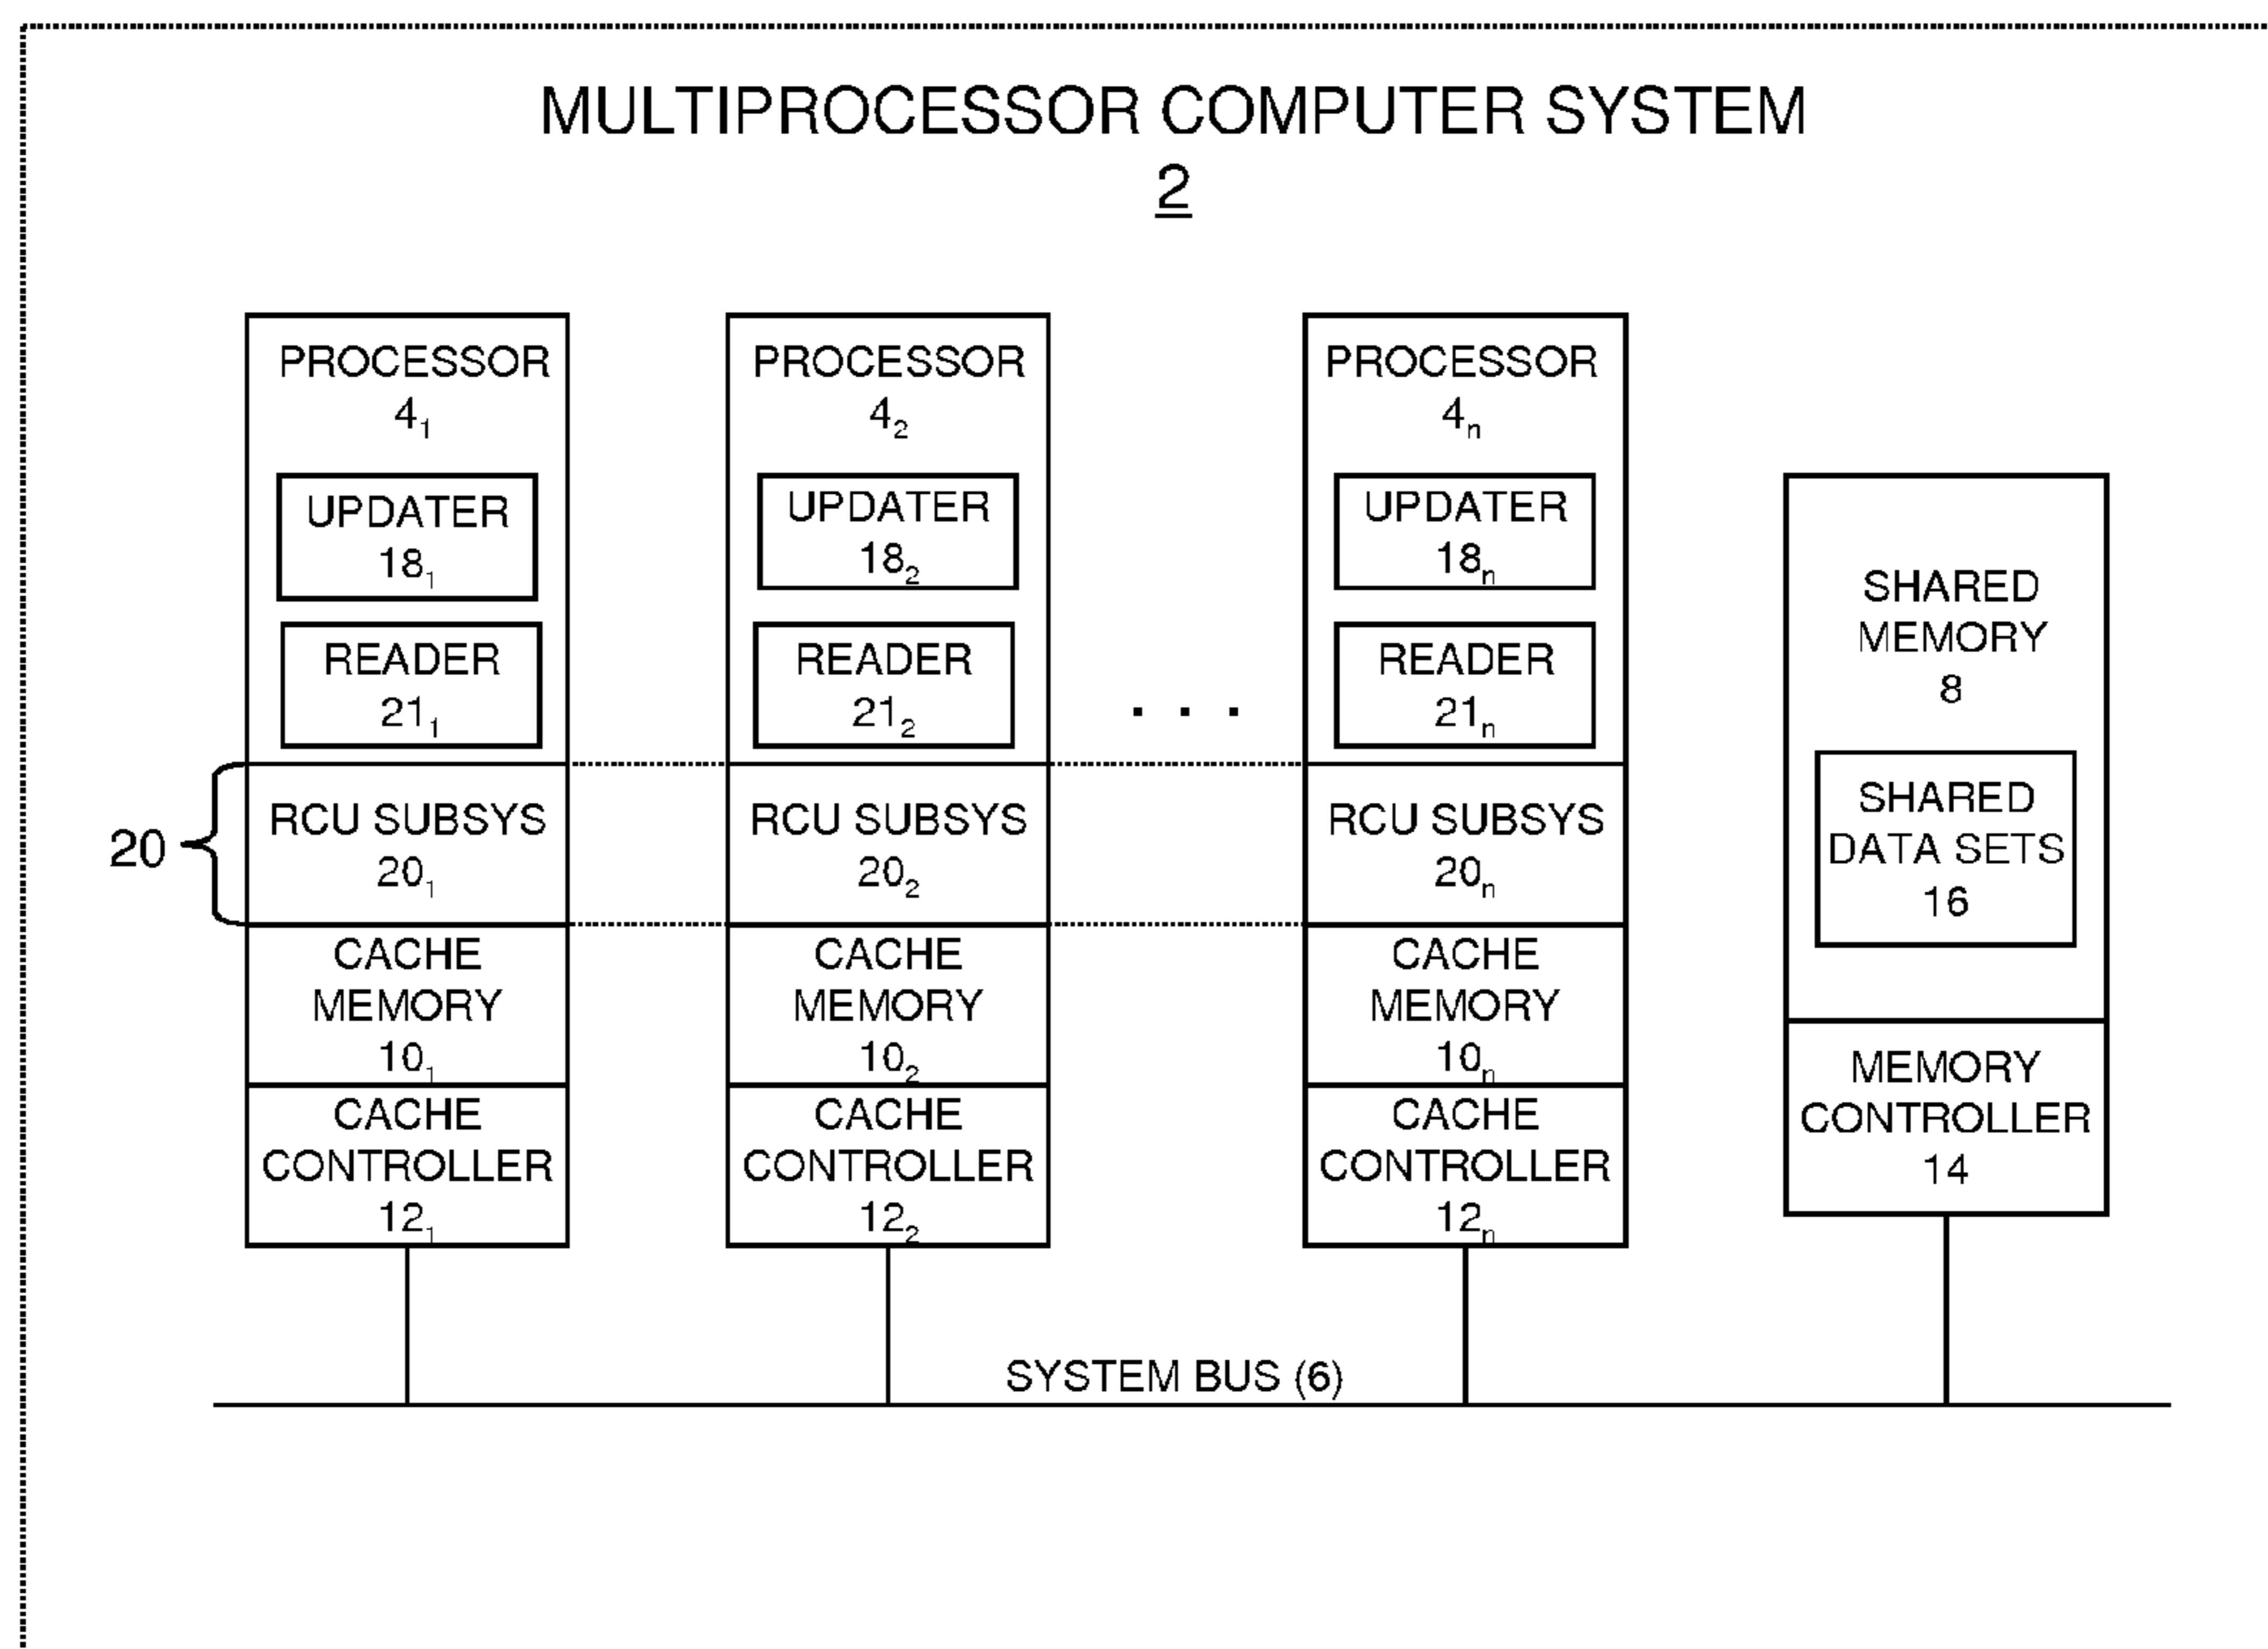 MULTIPROCESSOR COMPUTER SYSTEM
2
PROCESSOR
4₁
UPDATER
18₁
READER
21₁
RCU SUBSYS
20₁
CACHE
MEMORY
10₁
CACHE
CONTROLLER
12₁
PROCESSOR
4₂
UPDATER
18₂
READER
21₂
RCU SUBSYS
20₂
CACHE
MEMORY
10₂
CACHE
CONTROLLER
12₂
. . .
PROCESSOR
4ₙ
UPDATER
18ₙ
READER
21ₙ
RCU SUBSYS
20ₙ
CACHE
MEMORY
10ₙ
CACHE
CONTROLLER
12ₙ
SHARED
MEMORY
8
SHARED
DATA SETS
16
MEMORY
CONTROLLER
14
20
SYSTEM BUS (6)